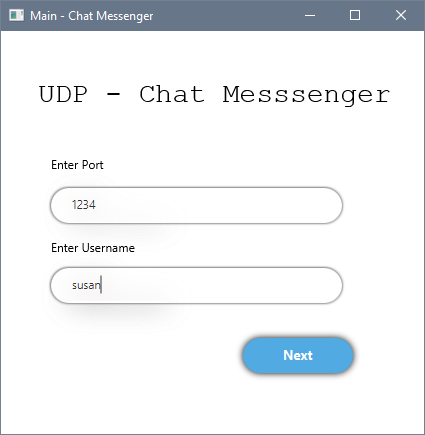 Main - Chat Messenger
UDP - Chat Messsenger
Enter Port
1234
Enter Username
susan
Next